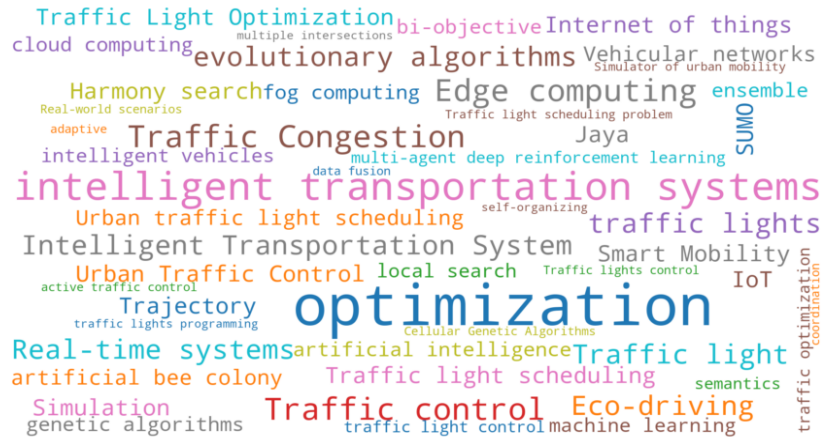 Traffic Light Optimization
bi-objective
Internet of things
cloud computing
multiple intersections
evolutionary algorithms
Vehicular networks
Simulator of urban mobility
Harmony search
fog computing
Edge computing
ensemble
Real-world scenarios
Traffic light scheduling problem
SUMO
adaptive
Traffic Congestion
Jaya
intelligent vehicles
multi-agent deep reinforcement learning
data fusion
intelligent transportation systems
self-organizing
Urban traffic light scheduling
traffic lights
Intelligent Transportation System
Smart Mobility
Urban Traffic Control
local search
Traffic lights control
IoT
active traffic control
Trajectory
optimization
traffic lights programming
Cellular Genetic Algorithms
traffic optimization
coordination
Real-time systems
artificial intelligence
Traffic light
artificial bee colony
Traffic light scheduling
semantics
Simulation
Traffic control
Eco-driving
genetic algorithms
traffic light control
machine learning